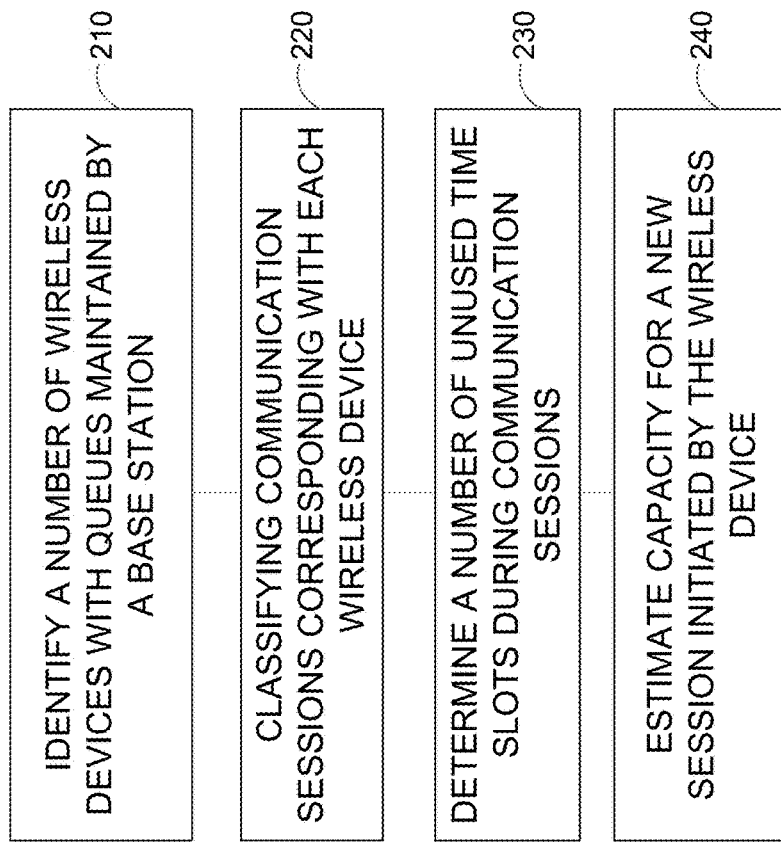 IDENTIFY A NUMBER OF WIRELESS
DEVICES WITH QUEUES MAINTAINED BY
A BASE STATION
210
CLASSIFYING COMMUNICATION
SESSIONS CORRESPONDING WITH EACH
WIRELESS DEVICE
220
DETERMINE A NUMBER OF UNUSED TIME
SLOTS DURING COMMUNICATION
SESSIONS
230
ESTIMATE CAPACITY FOR A NEW
SESSION INITIATED BY THE WIRELESS
DEVICE
240